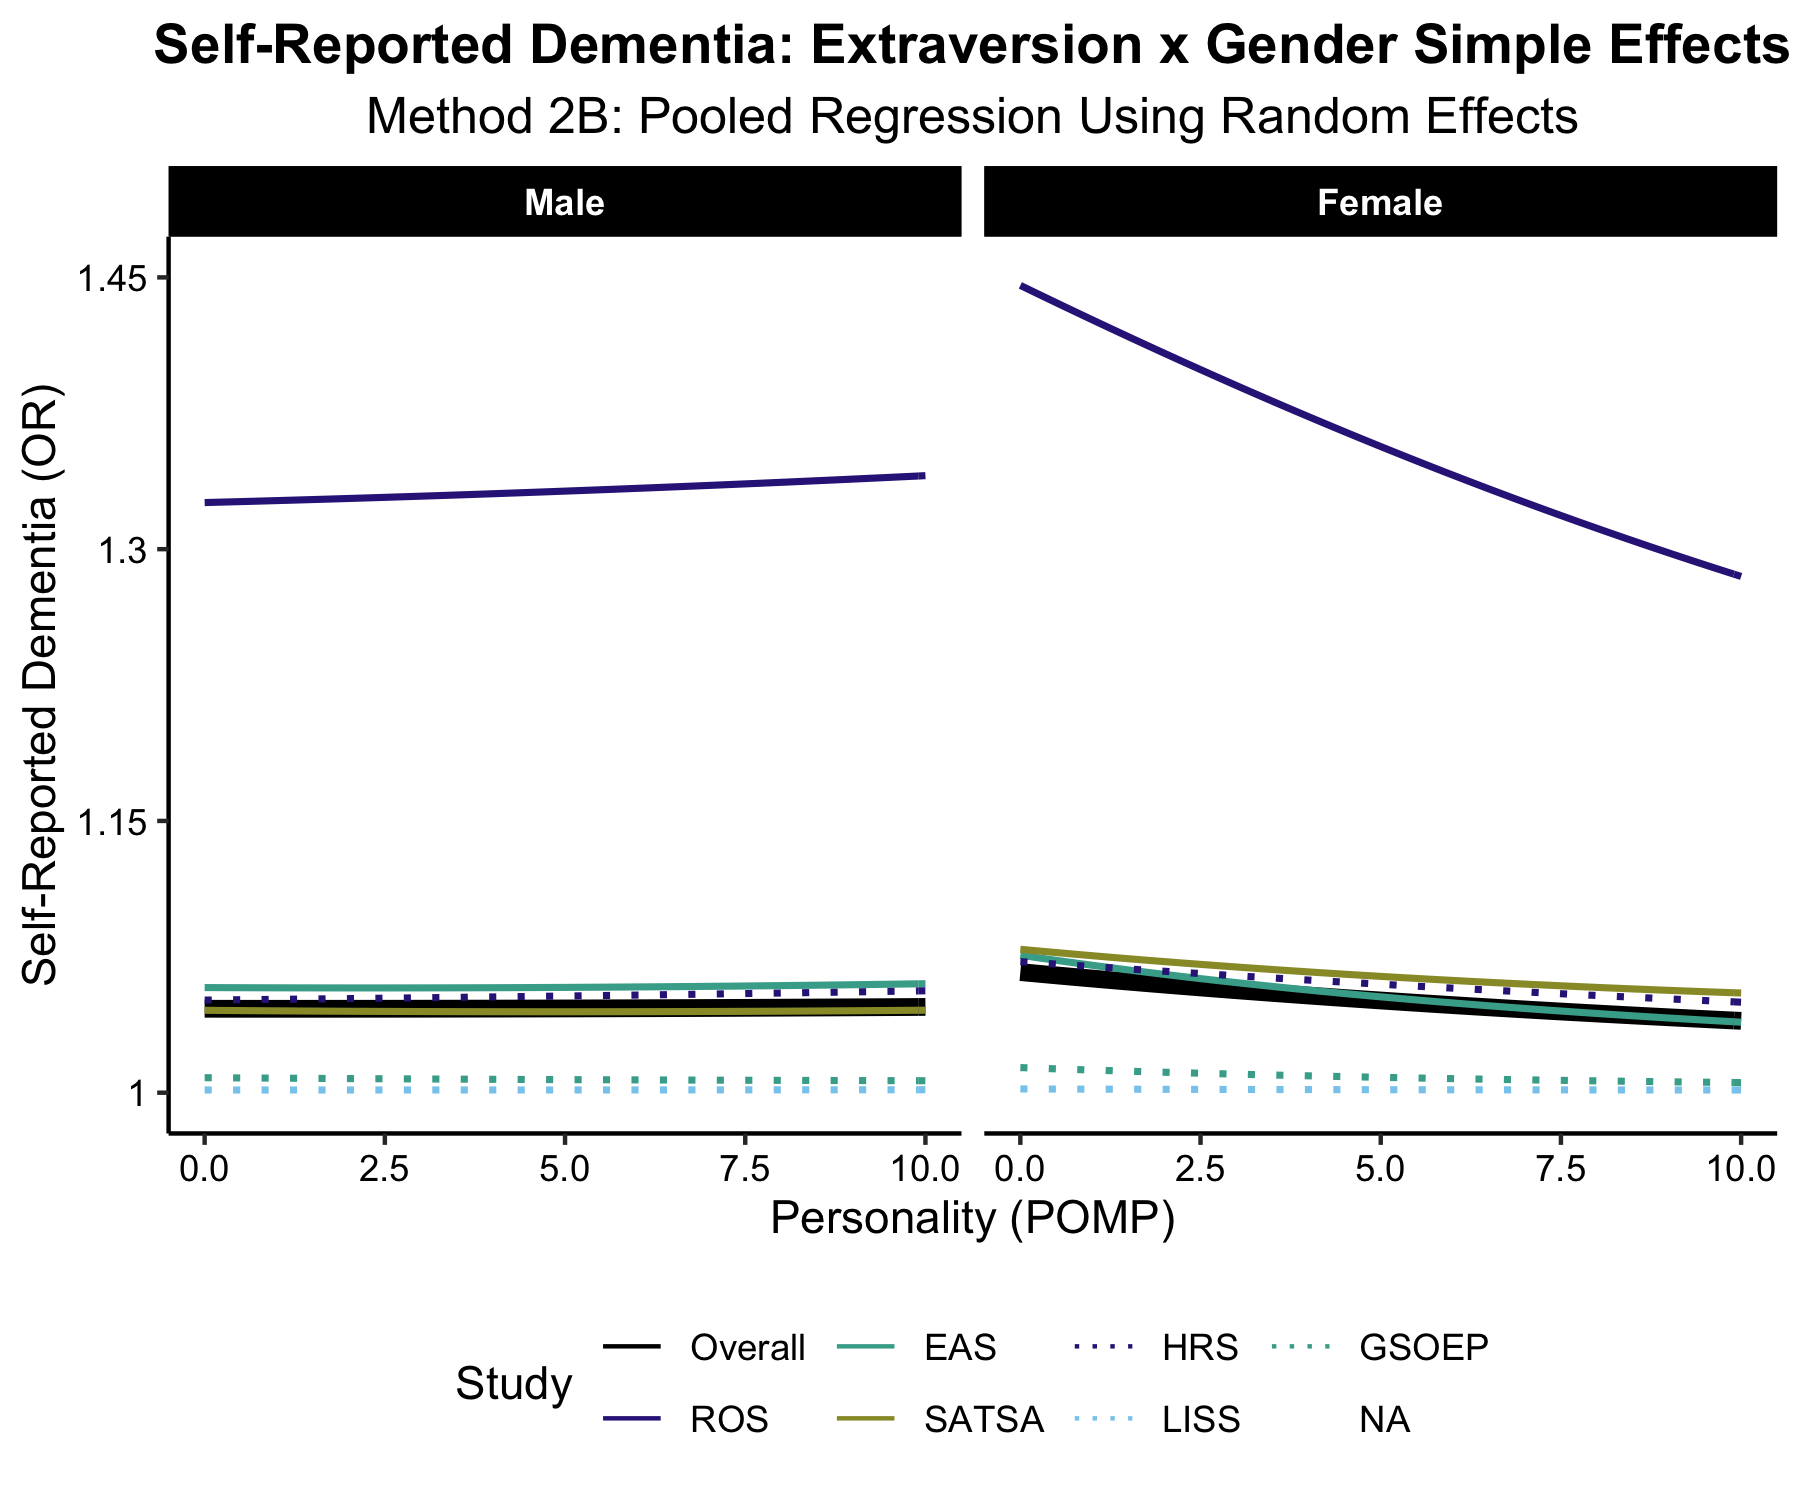 Self-Reported Dementia: Extraversion x Gender Simple Effects
Method 2B: Pooled Regression Using Random Effects
Male
Female
Self-Reported Dementia (OR)
1.45
1.3
1.15
1
0.0 2.5 5.0 7.5 10.0
0.0 2.5 5.0 7.5 10.0
Personality (POMP)
Study
Overall EAS HRS GSOEP
ROS SATSA LISS NA